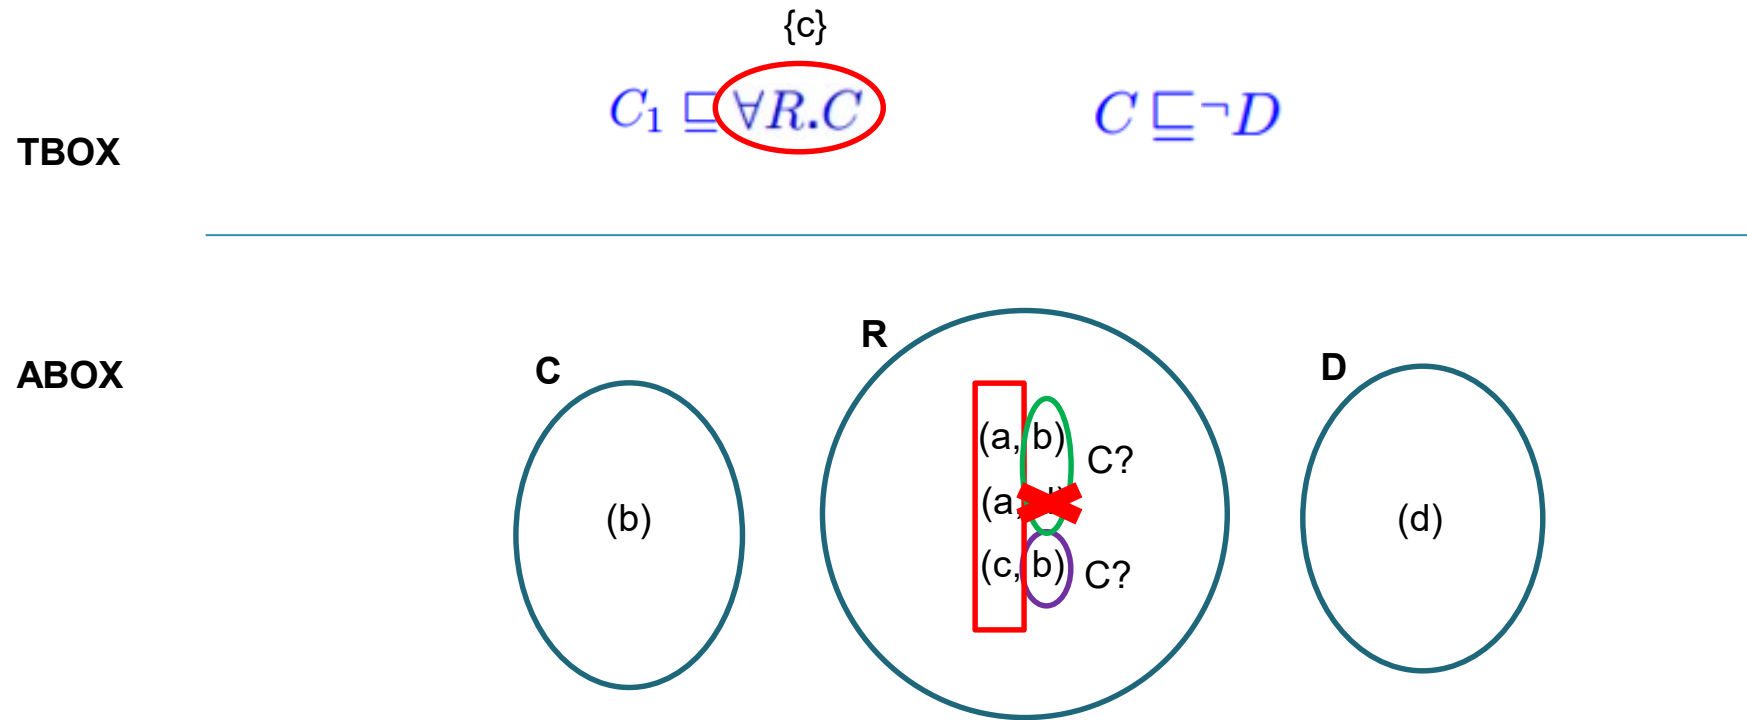 {c}
C₁ ⊑ ∀R.C
C ⊑ ¬D
TBOX
ABOX
C
R
D
(a, b)
C?
(a,
(b)
(d)
(c, b)
C?